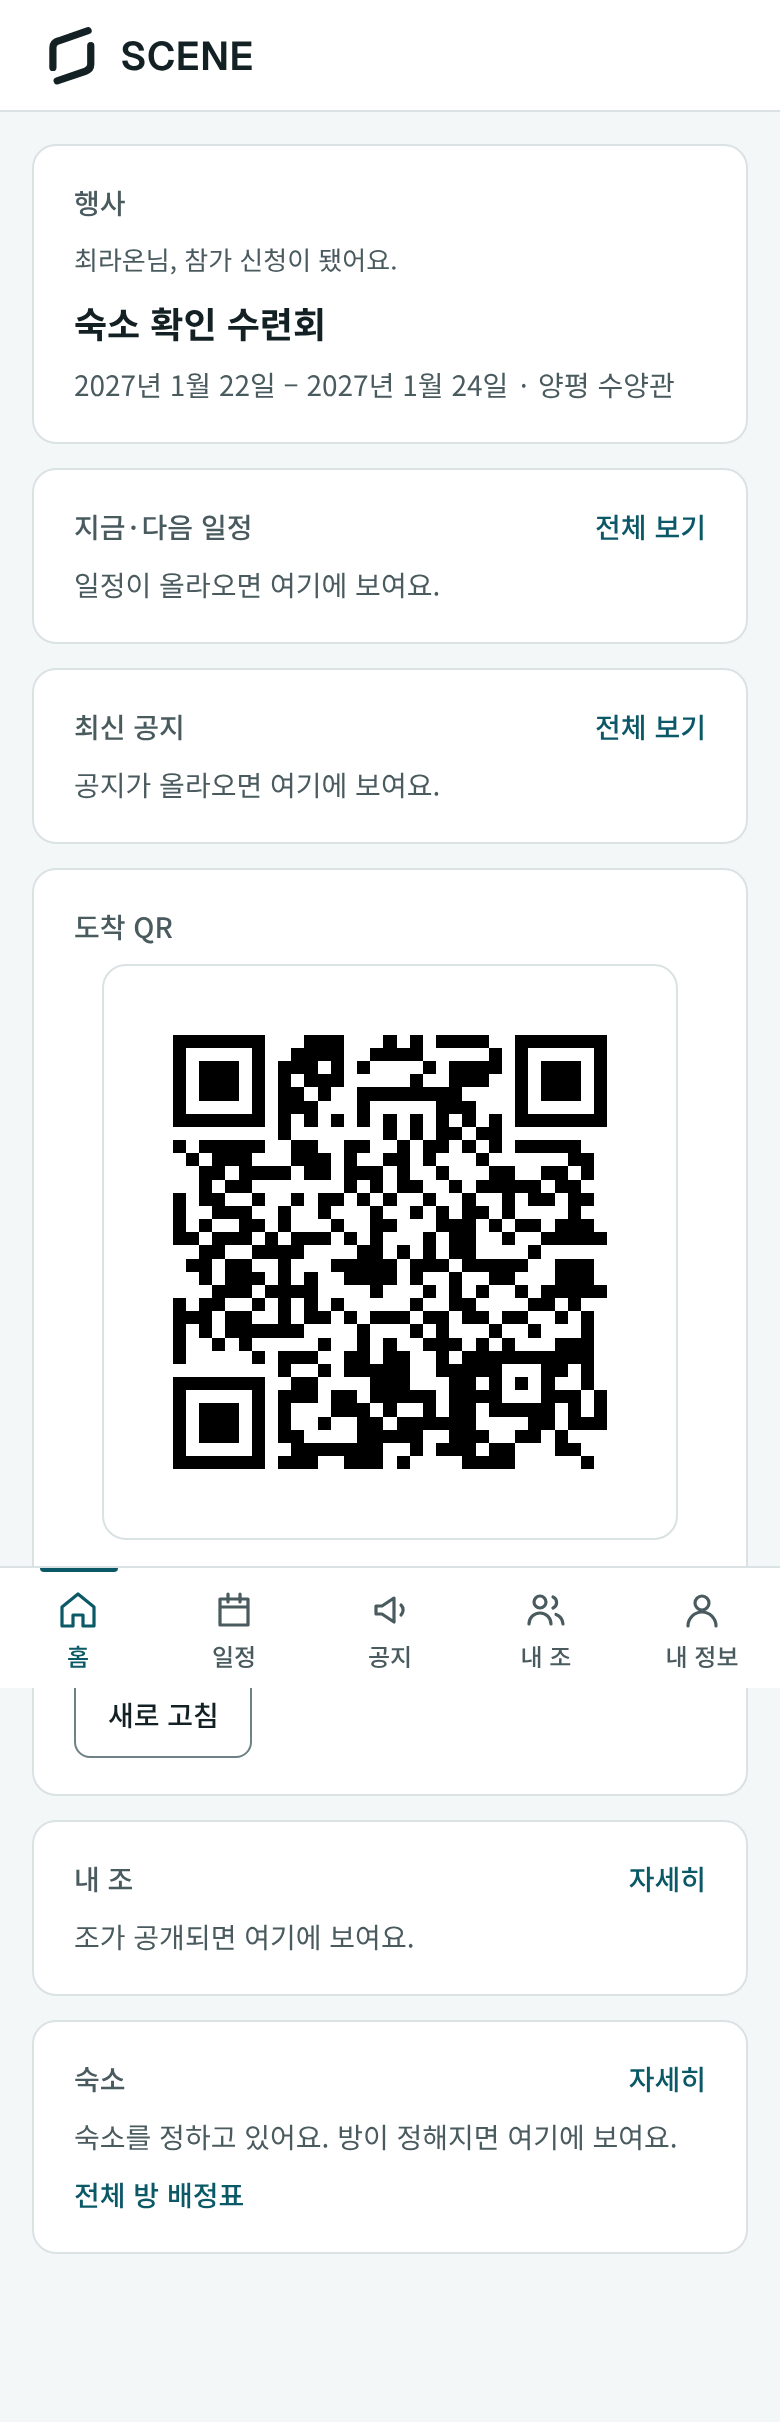 SCENE
행사
최라온님, 참가 신청이 됐어요.
숙소 확인 수련회
2027년 1월 22일 – 2027년 1월 24일 · 양평 수양관
지금·다음 일정
전체 보기
일정이 올라오면 여기에 보여요.
최신 공지
전체 보기
공지가 올라오면 여기에 보여요.
도착 QR
홈
일정
공지
내 조
내 정보
새로 고침
내 조
자세히
조가 공개되면 여기에 보여요.
숙소
자세히
숙소를 정하고 있어요. 방이 정해지면 여기에 보여요.
전체 방 배정표